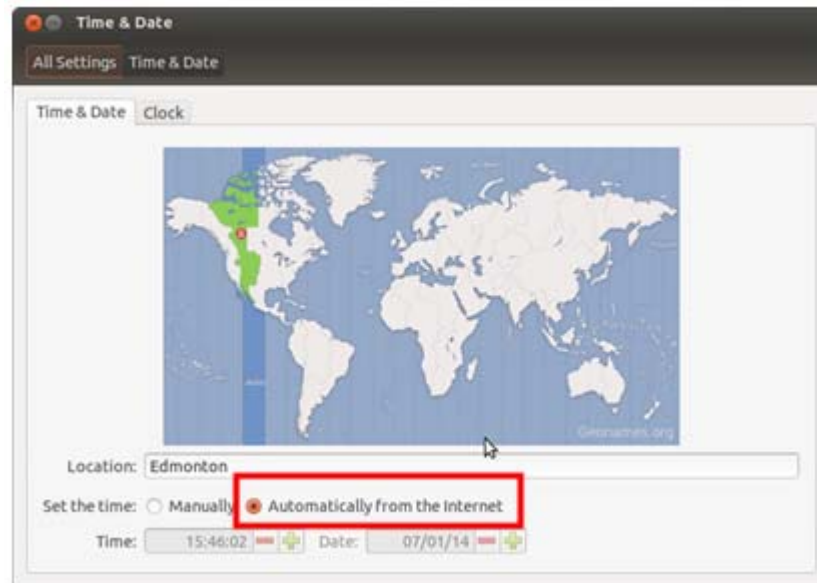 Time & Date
All Settings Time & Date
Time & Date Clock
Geonames.org
Location: Edmonton
Set the time: Manually Automatically from the Internet
Time: 15:46:02 Date: 07/01/14